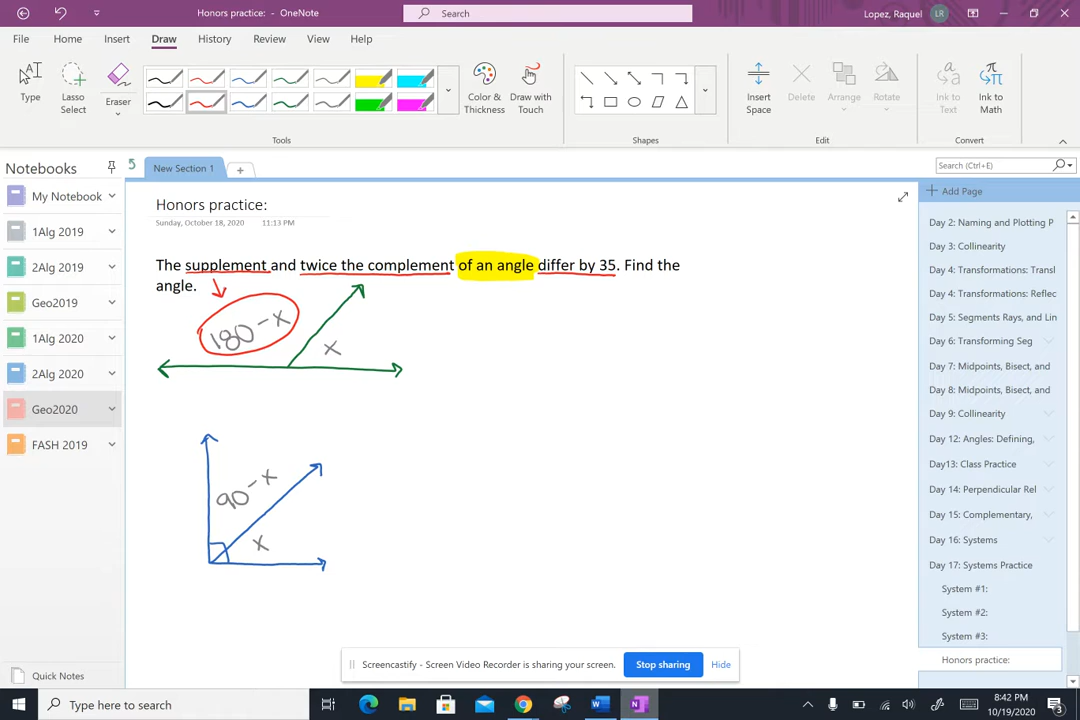 Honors practice: - OneNote
Search
Lopez, Raquel
LR
File
Home
Insert
Draw
History
Review
View
Help
Type
Lasso Select
Eraser
Color & Thickness
Draw with Touch
Insert Space
Delete
Arrange
Rotate
Ink to Text
Ink to Math
Tools
Shapes
Edit
Convert
Notebooks
5
New Section 1
+
Search (Ctrl+E)
My Notebook
1Alg 2019
2Alg 2019
Geo2019
1Alg 2020
2Alg 2020
Geo2020
FASH 2019
Quick Notes
Honors practice:
Sunday, October 18, 2020 11:13 PM
The supplement and twice the complement of an angle differ by 35. Find the
angle.
180-x
x
90-x
x
Add Page
Day 2: Naming and Plotting P
Day 3: Collinearity
Day 4: Transformations: Transl
Day 4: Transformations: Reflec
Day 5: Segments Rays, and Lin
Day 6: Transforming Seg
Day 7: Midpoints, Bisect, and
Day 8: Midpoints, Bisect, and
Day 9: Collinearity
Day 12: Angles: Defining,
Day13: Class Practice
Day 14: Perpendicular Rel
Day 15: Complementary,
Day 16: Systems
Day 17: Systems Practice
System #1:
System #2:
System #3:
Honors practice:
Screencastify - Screen Video Recorder is sharing your screen.
Stop sharing
Hide
Type here to search
8:42 PM
10/19/2020
3